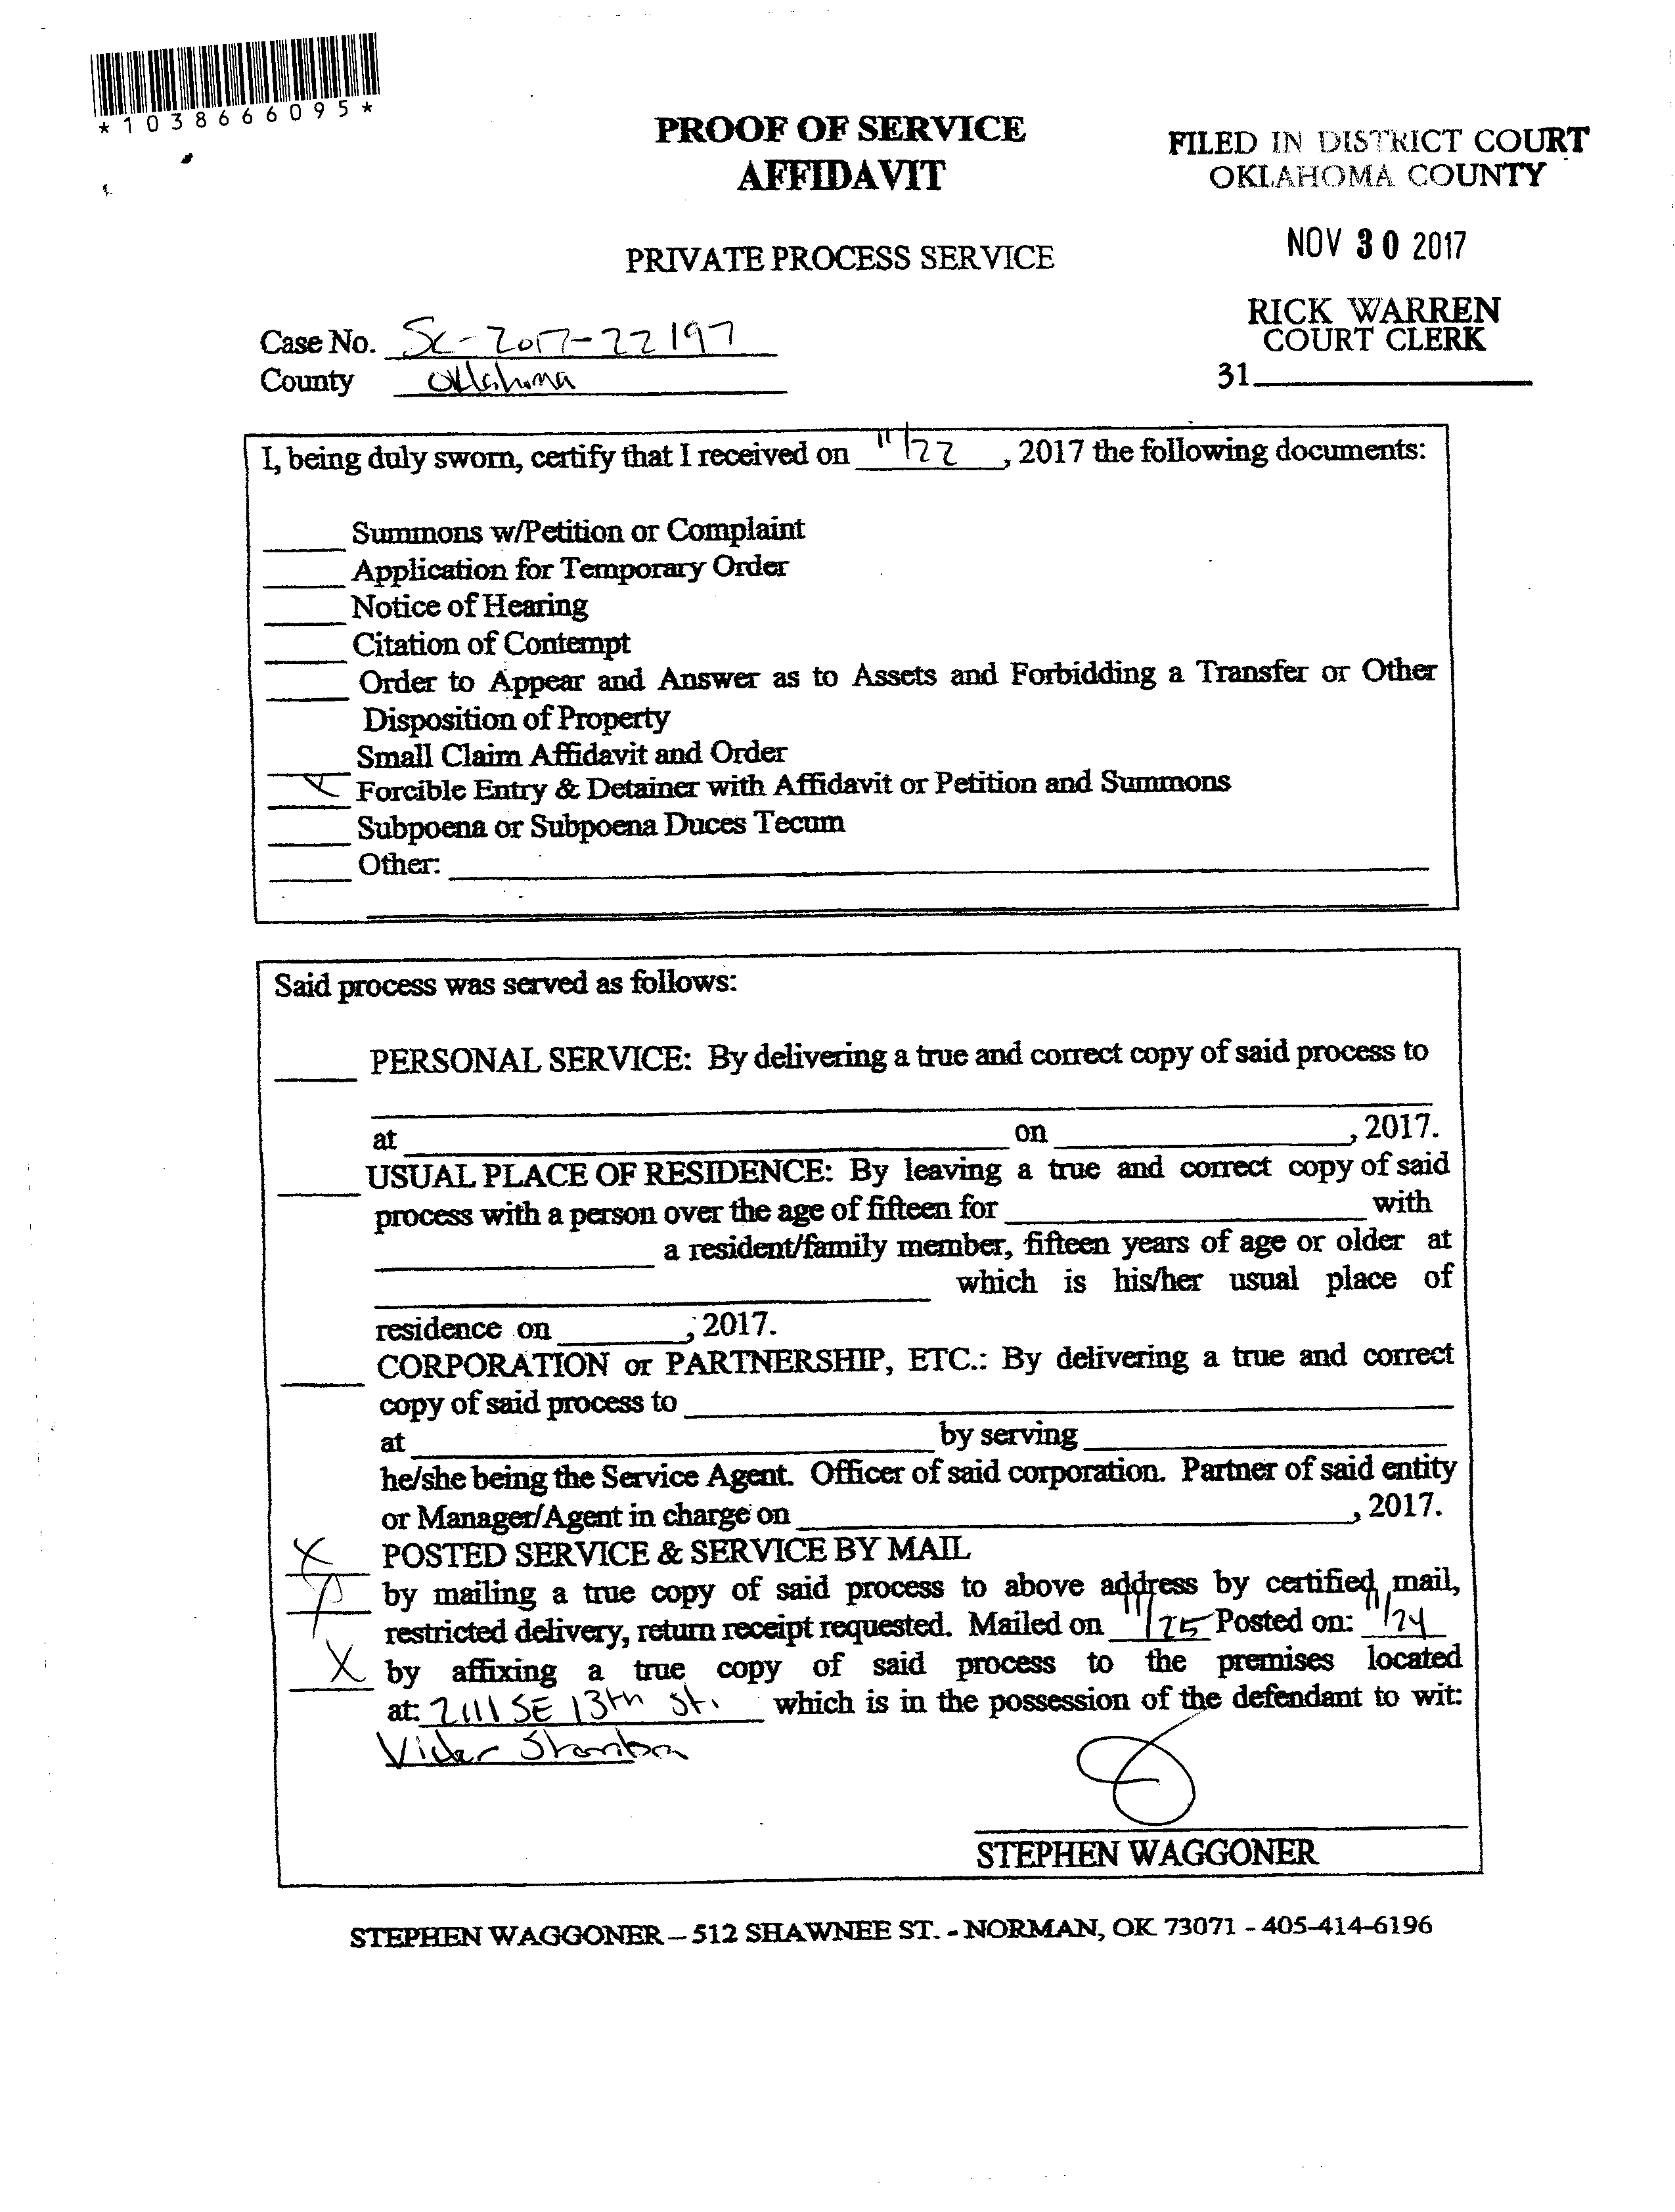 *1038666095*
PROOF OF SERVICE
AFFIDAVIT
FILED IN DISTRICT COURT
OKLAHOMA COUNTY
PRIVATE PROCESS SERVICE
NOV 30 2017
RICK WARREN
COURT CLERK
31
Case No. SC-2017-22197
County Oklahoma
I, being duly sworn, certify that I received on 11/22, 2017 the following documents:
Summons w/Petition or Complaint
Application for Temporary Order
Notice of Hearing
Citation of Contempt
Order to Appear and Answer as to Assets and Forbidding a Transfer or Other
Disposition of Property
Small Claim Affidavit and Order
X Forcible Entry & Detainer with Affidavit or Petition and Summons
Subpoena or Subpoena Duces Tecum
Other:
Said process was served as follows:
PERSONAL SERVICE: By delivering a true and correct copy of said process to
at on , 2017.
USUAL PLACE OF RESIDENCE: By leaving a true and correct copy of said
process with a person over the age of fifteen for with
a resident/family member, fifteen years of age or older at
which is his/her usual place of
residence on , 2017.
CORPORATION or PARTNERSHIP, ETC.: By delivering a true and correct
copy of said process to
at by serving
he/she being the Service Agent. Officer of said corporation. Partner of said entity
or Manager/Agent in charge on , 2017.
X POSTED SERVICE & SERVICE BY MAIL
by mailing a true copy of said process to above address by certified mail,
restricted delivery, return receipt requested. Mailed on 11/25 Posted on: 11/24
X by affixing a true copy of said process to the premises located
at: 2111 SE 13th St. which is in the possession of the defendant to wit:
STEPHEN WAGGONER
STEPHEN WAGGONER – 512 SHAWNEE ST. - NORMAN, OK 73071 - 405-414-6196